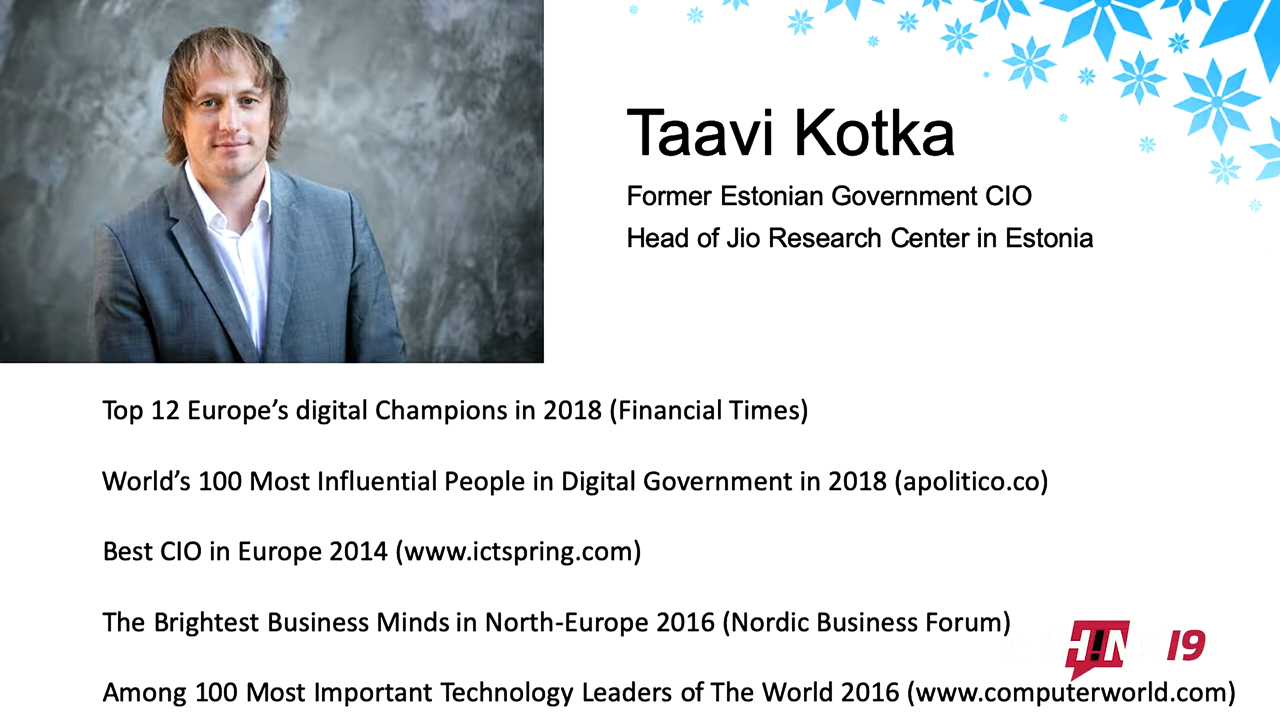 Taavi Kotka
Former Estonian Government CIO
Head of Jio Research Center in Estonia
Top 12 Europe’s digital Champions in 2018 (Financial Times)
World’s 100 Most Influential People in Digital Government in 2018 (apolitico.co)
Best CIO in Europe 2014 (www.ictspring.com)
The Brightest Business Minds in North-Europe 2016 (Nordic Business Forum)
H!N 19
Among 100 Most Important Technology Leaders of The World 2016 (www.computerworld.com)